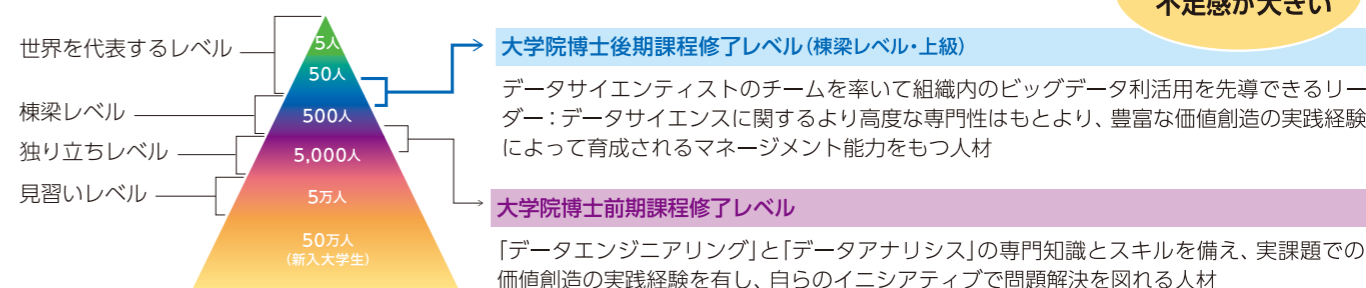 不足感が大きい
世界を代表するレベル
棟梁レベル
独り立ちレベル
見習いレベル
5人
50人
500人
5,000人
5万人
50万人
(新入大学生)
大学院博士後期課程修了レベル(棟梁レベル・上級)
データサイエンティストのチームを率いて組織内のビッグデータ利活用を先導できるリー
ダー:データサイエンスに関するより高度な専門性はもとより、豊富な価値創造の実践経験
によって育成されるマネージメント能力をもつ人材
大学院博士前期課程修了レベル
「データエンジニアリング」と「データアナリシス」の専門知識とスキルを備え、実課題での
価値創造の実践経験を有し、自らのイニシアティブで問題解決を図れる人材